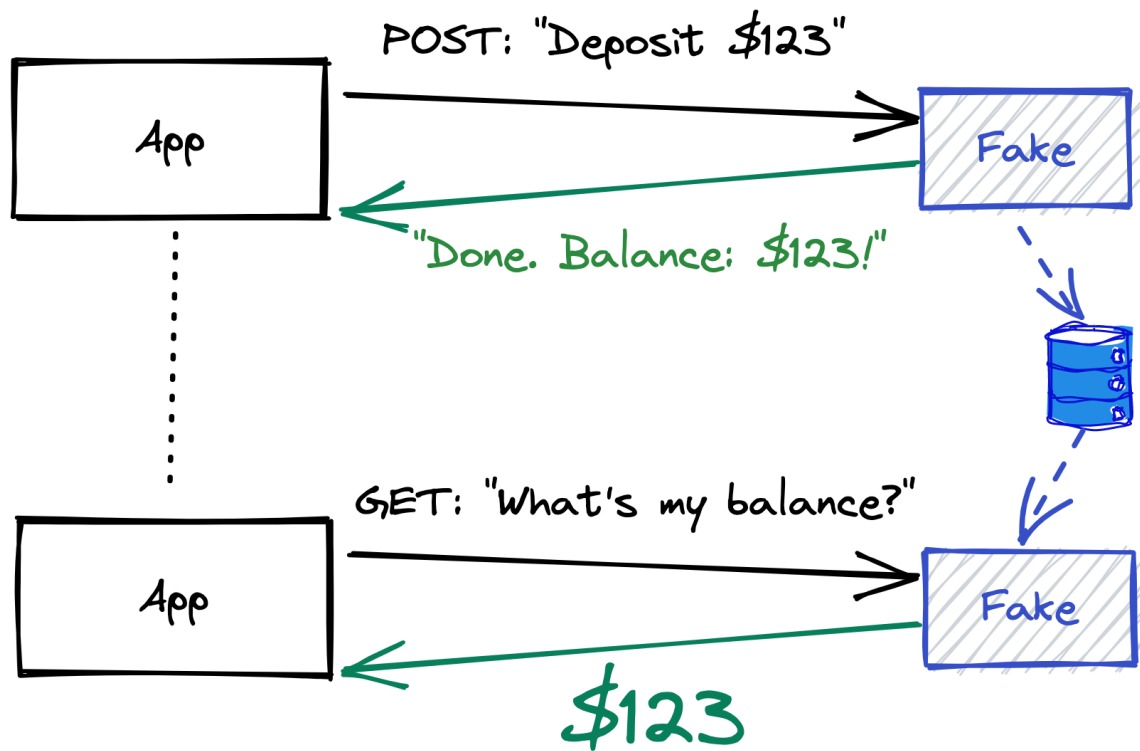 POST: "Deposit $123"
App
Fake
"Done. Balance: $123!"
GET: "What's my balance?"
App
Fake
$123